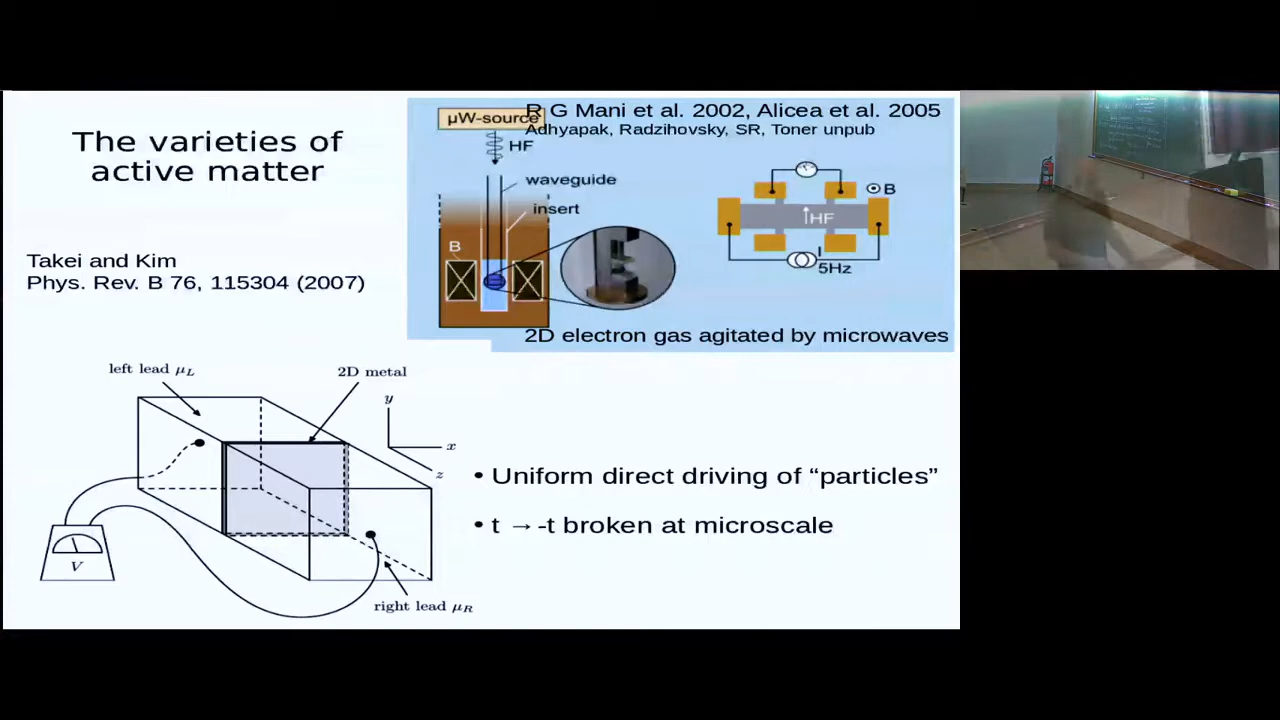 The varieties of
active matter
R G Mani et al. 2002, Alicea et al. 2005
Adhyapak, Radzihovsky, SR, Toner unpub
μW-source
HF
waveguide
insert
B
B
HF
I
5Hz
2D electron gas agitated by microwaves
Takei and Kim
Phys. Rev. B 76, 115304 (2007)
left lead μL
2D metal
y
x
z
V
right lead μR
• Uniform direct driving of “particles”
• t →-t broken at microscale